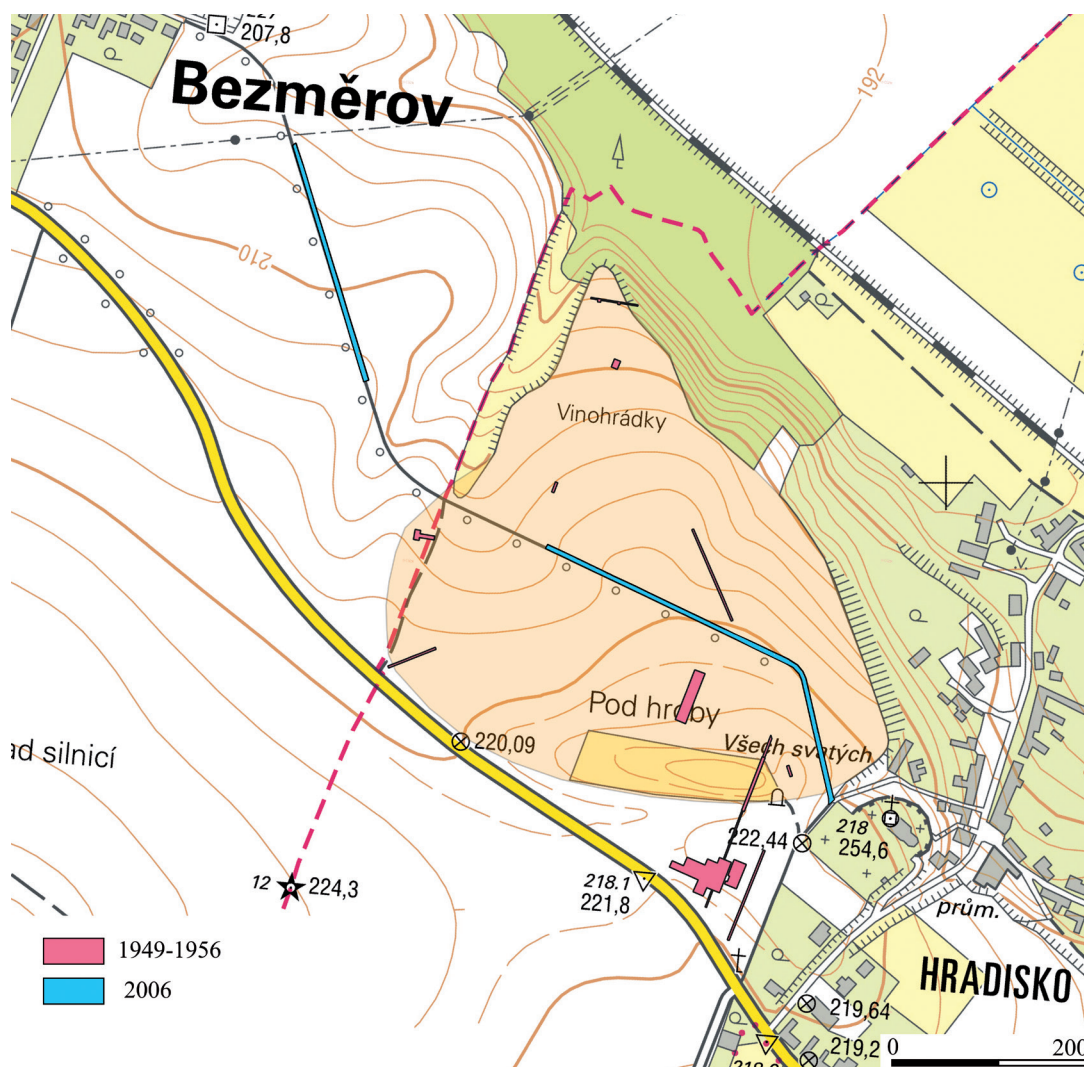 207,8
Bezměrov
192
210
Vinohrádky
Pod hroby
Všech svatých
220,09
ad silnicí
222,44
218
254,6
12
224,3
218.1
221,8
prům.
1949-1956
2006
HRADISKO
219,64
219,2
0
200